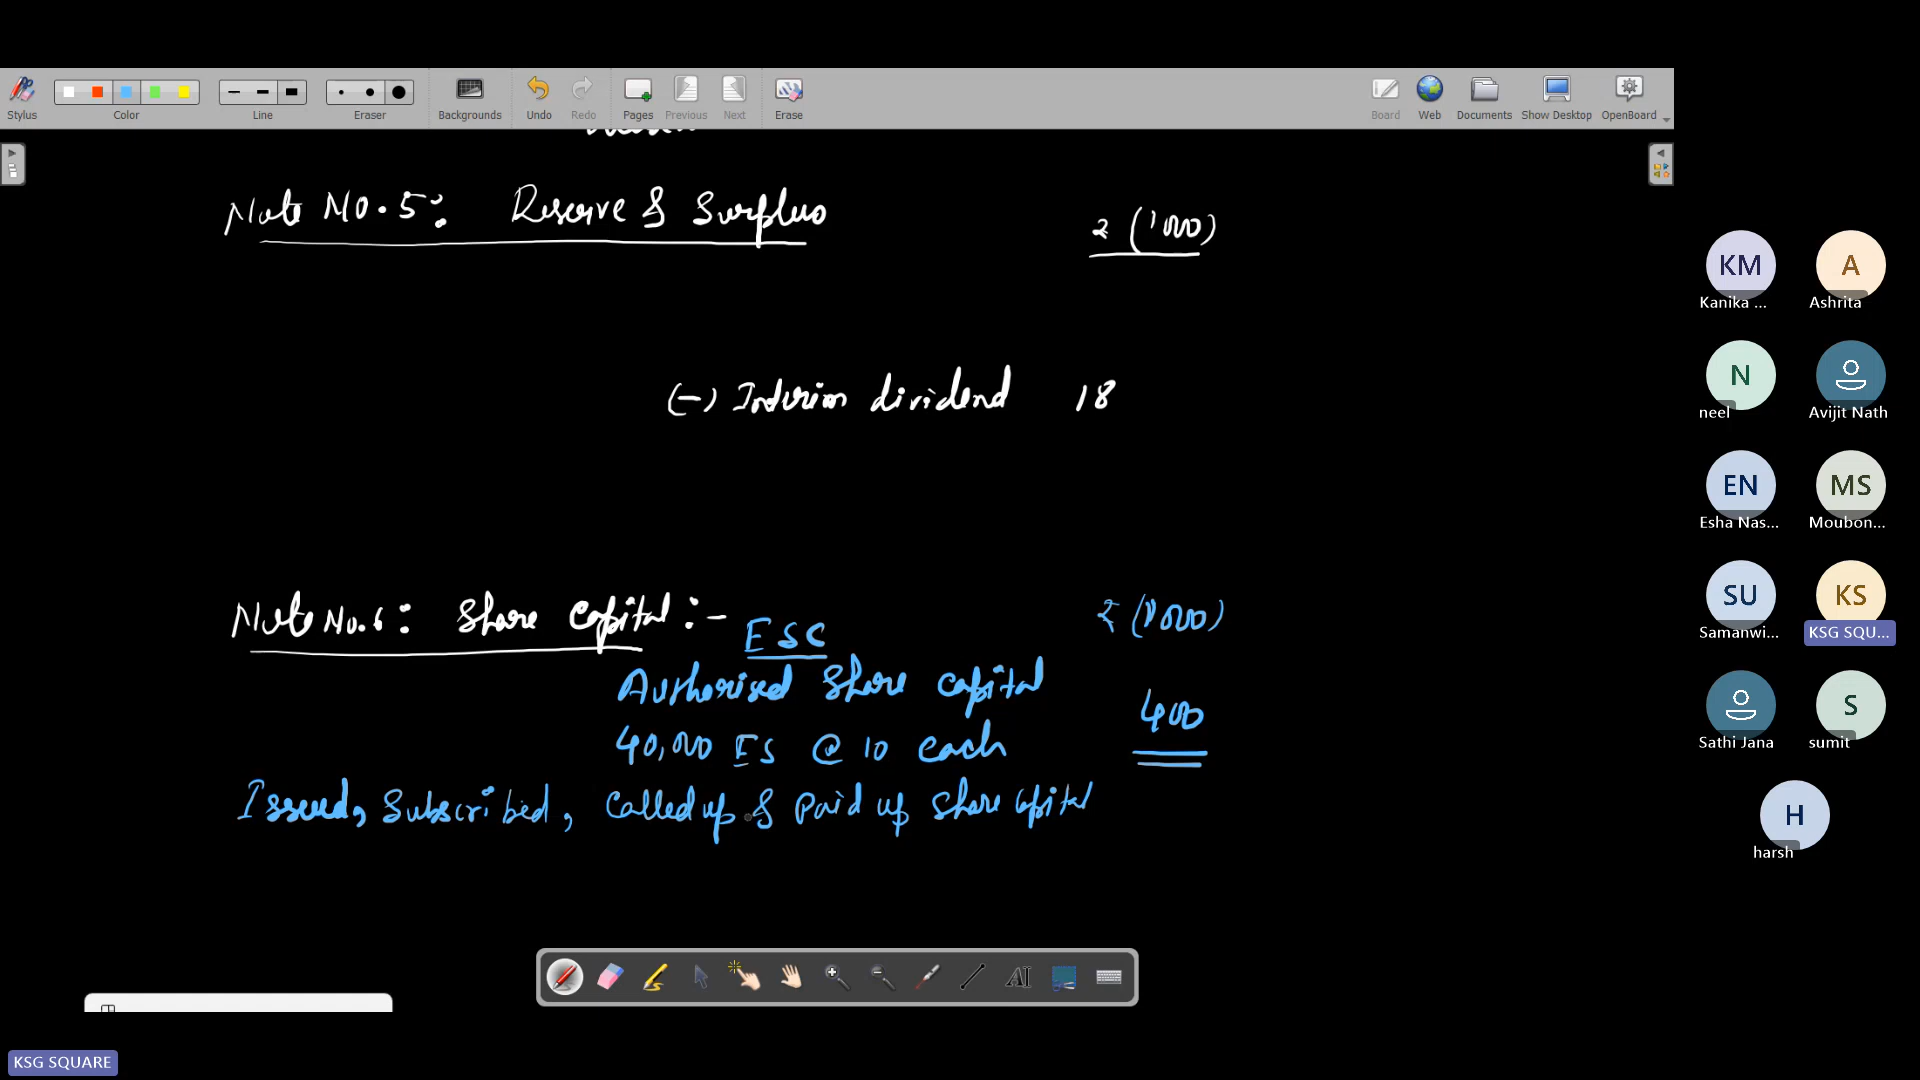 Stylus Color Line Eraser Backgrounds Undo Redo Pages Previous Next Erase Board Web Documents Show Desktop OpenBoard
Note No. 5: Reserve & Surplus ₹ ('000)
(-) Interim dividend 18
Note No. 6: Share Capital :- ₹ ('000)
ESC
Authorised Share capital
400
40,000 ES @ 10 each
Issued, Subscribed, Called up & Paid up Share Capital
KM
Kanika ...
A
Ashrita
N
neel
Avijit Nath
EN
Esha Nas...
MS
Moubon...
SU
Samanwi...
KS
KSG SQU...
Sathi Jana
S
sumit
H
harsh
AI
KSG SQUARE